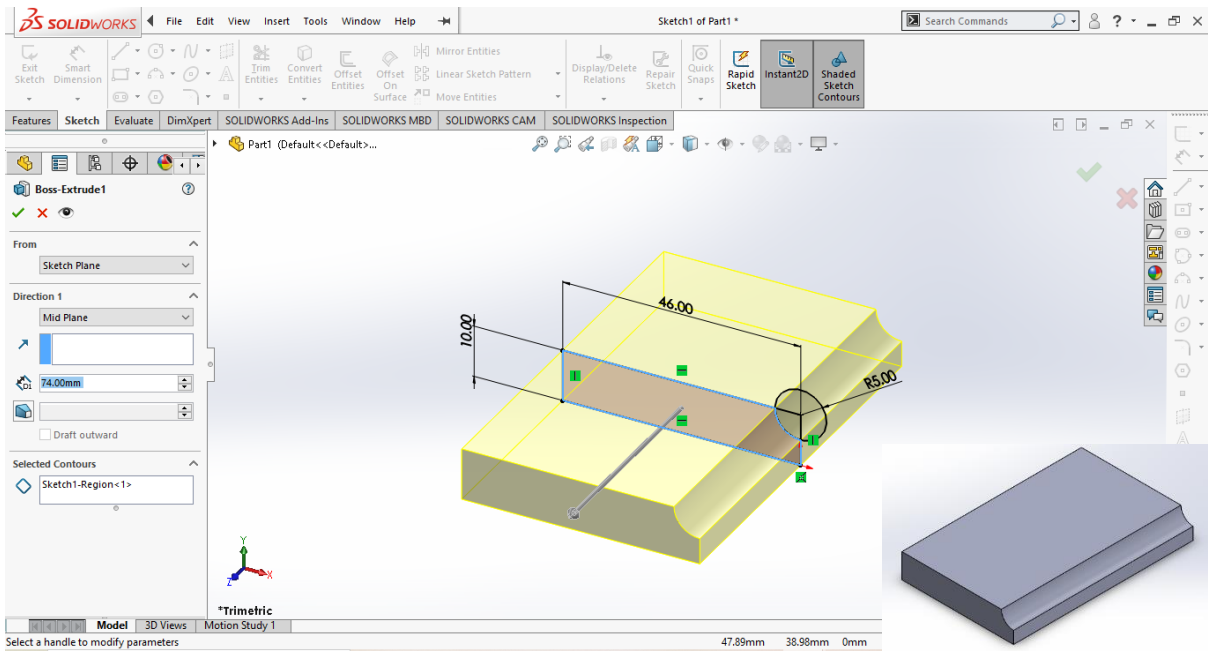 SOLIDWORKS File Edit View Insert Tools Window Help Sketch1 of Part1 * Search Commands ?
Exit Sketch
Smart Dimension
Trim Entities
Convert Entities
Offset Entities
Offset On Surface
Mirror Entities
Linear Sketch Pattern
Move Entities
Display/Delete Relations
Repair Sketch
Quick Snaps
Rapid Sketch
Instant2D
Shaded Sketch Contours
Features Sketch Evaluate DimXpert SOLIDWORKS Add-Ins SOLIDWORKS MBD SOLIDWORKS CAM SOLIDWORKS Inspection
Part1 (Default<<Default>...
Boss-Extrude1
From
Sketch Plane
Direction 1
Mid Plane
74.00mm
Draft outward
Selected Contours
Sketch1-Region<1>
46.00
10.00
R5.00
Y
X
Z
*Trimetric
Model 3D Views Motion Study 1
Select a handle to modify parameters 47.89mm 38.98mm 0mm